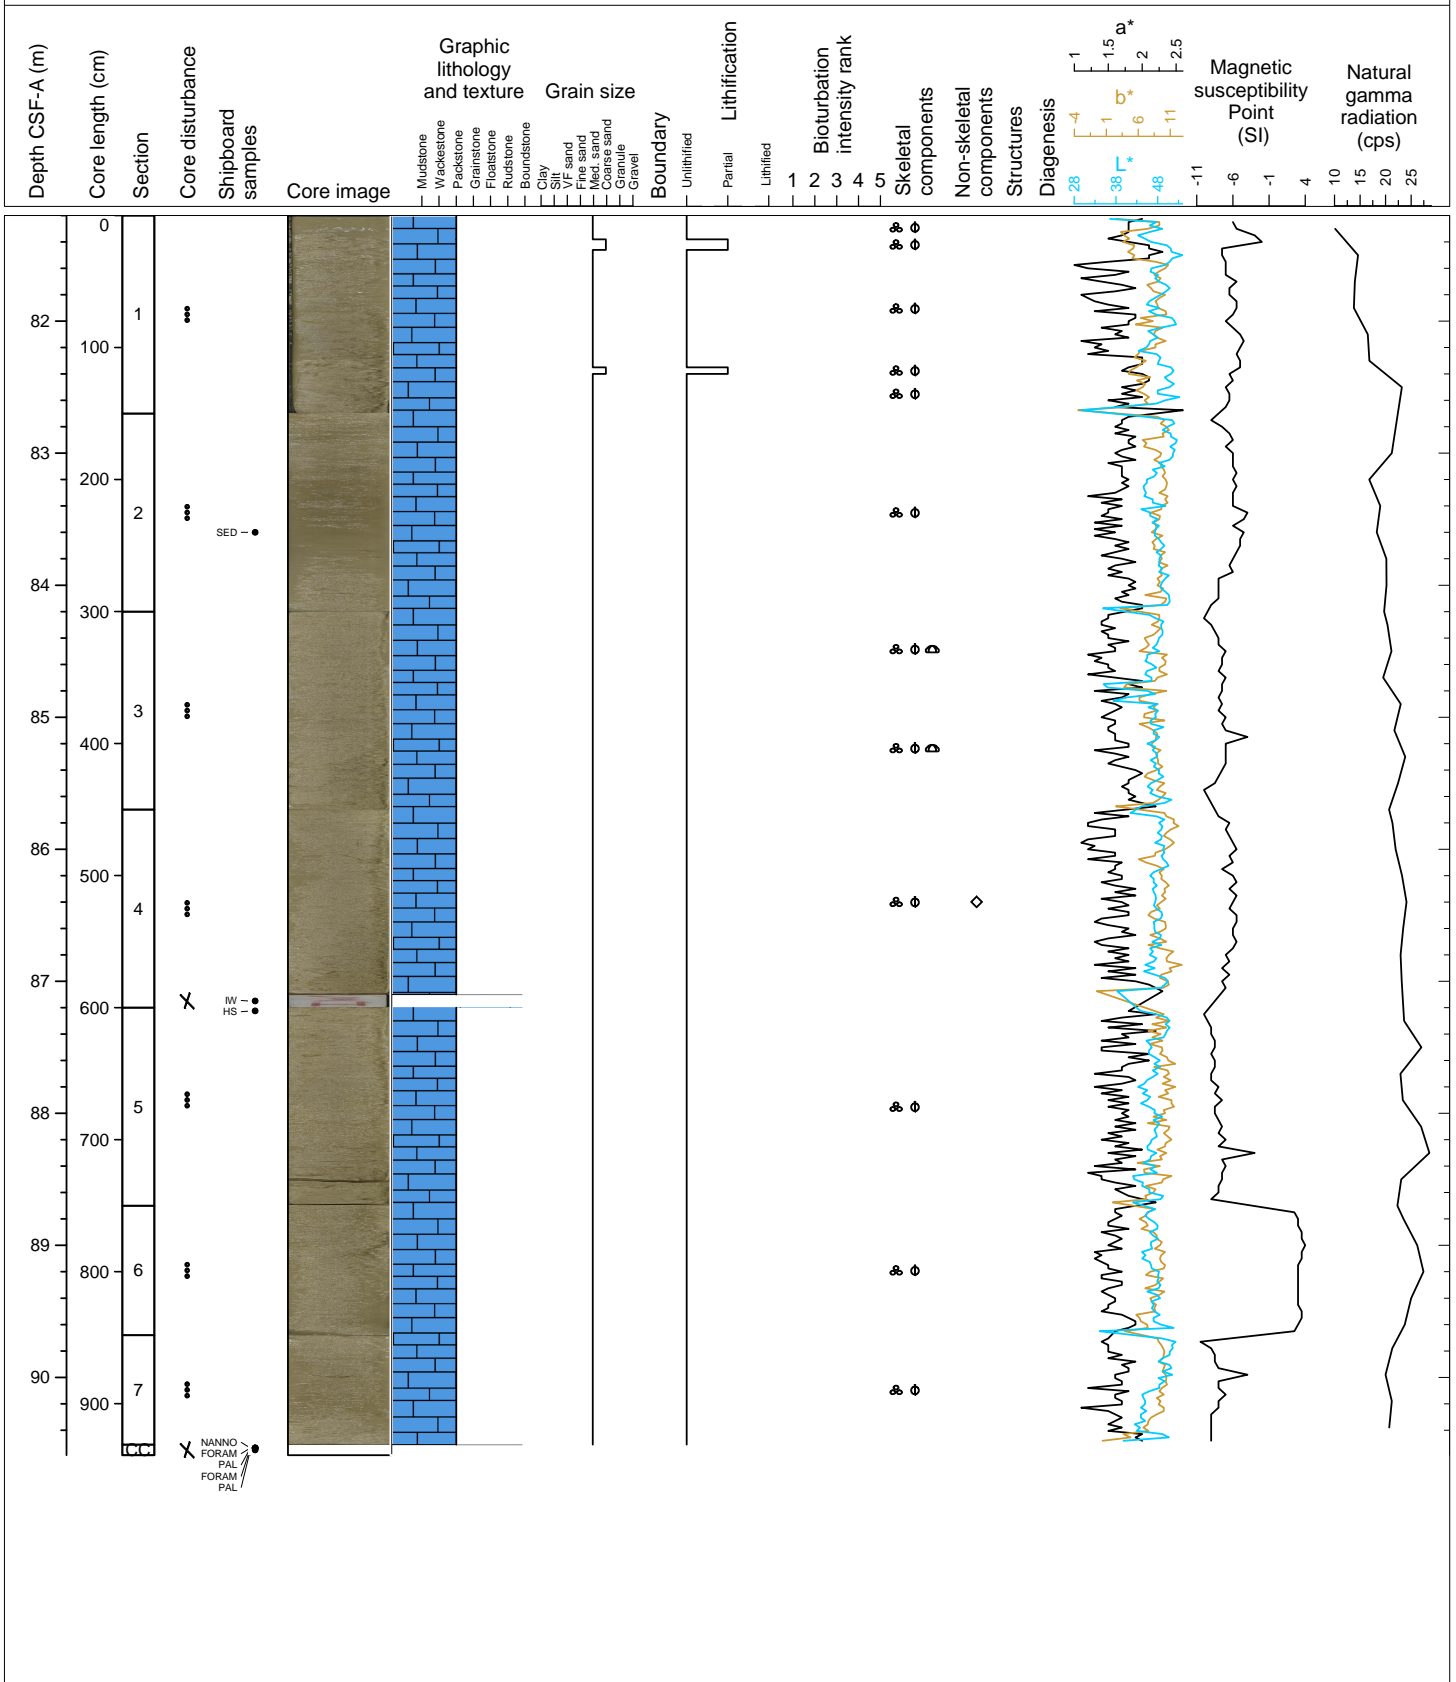 Depth CSF-A (m)
Core length (cm)
Section
Core disturbance
Shipboard
samples
Core image
Graphic
lithology
and texture
Mudstone
Wackestone
Packstone
Grainstone
Floatstone
Rudstone
Boundstone
Grain size
Clay
Silt
VF sand
Fine sand
Med. sand
Coarse sand
Granule
Gravel
Boundary
Lithification
Unlithified
Partial
Lithified
Bioturbation
intensity rank
1 2 3 4 5
Skeletal
components
Non-skeletal
components
Structures
Diagenesis
a*
1 1.5 2 2.5
b*
-4 1 6 11
L*
28 38 48
Magnetic
susceptibility
Point
(SI)
-11 -6 -1 4
Natural
gamma
radiation
(cps)
10 15 20 25
0
1
82
100
83
200
2
SED
84
300
3
85
400
86
500
4
87
IW
600
HS
5
88
700
89
6
800
90
7
900
CC
NANNO
FORAM
PAL
FORAM
PAL